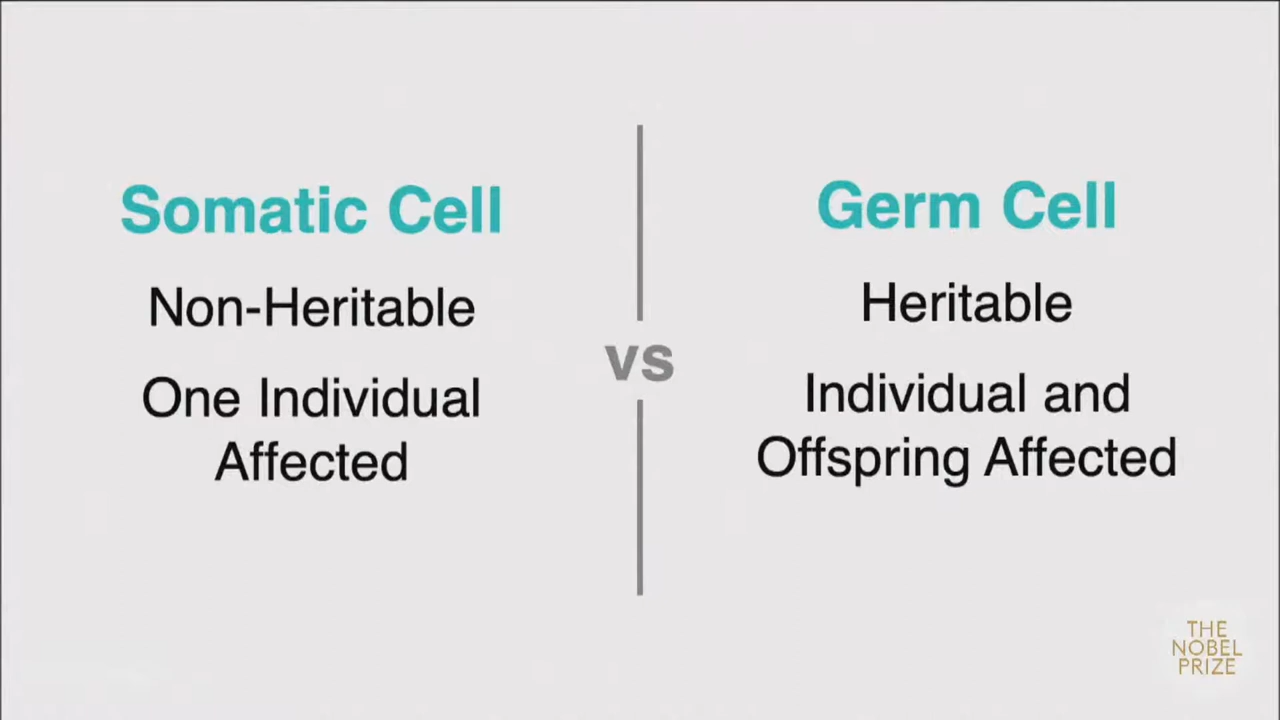 Somatic Cell
Non-Heritable
One Individual
Affected
vs
Germ Cell
Heritable
Individual and
Offspring Affected
THE
NOBEL
PRIZE